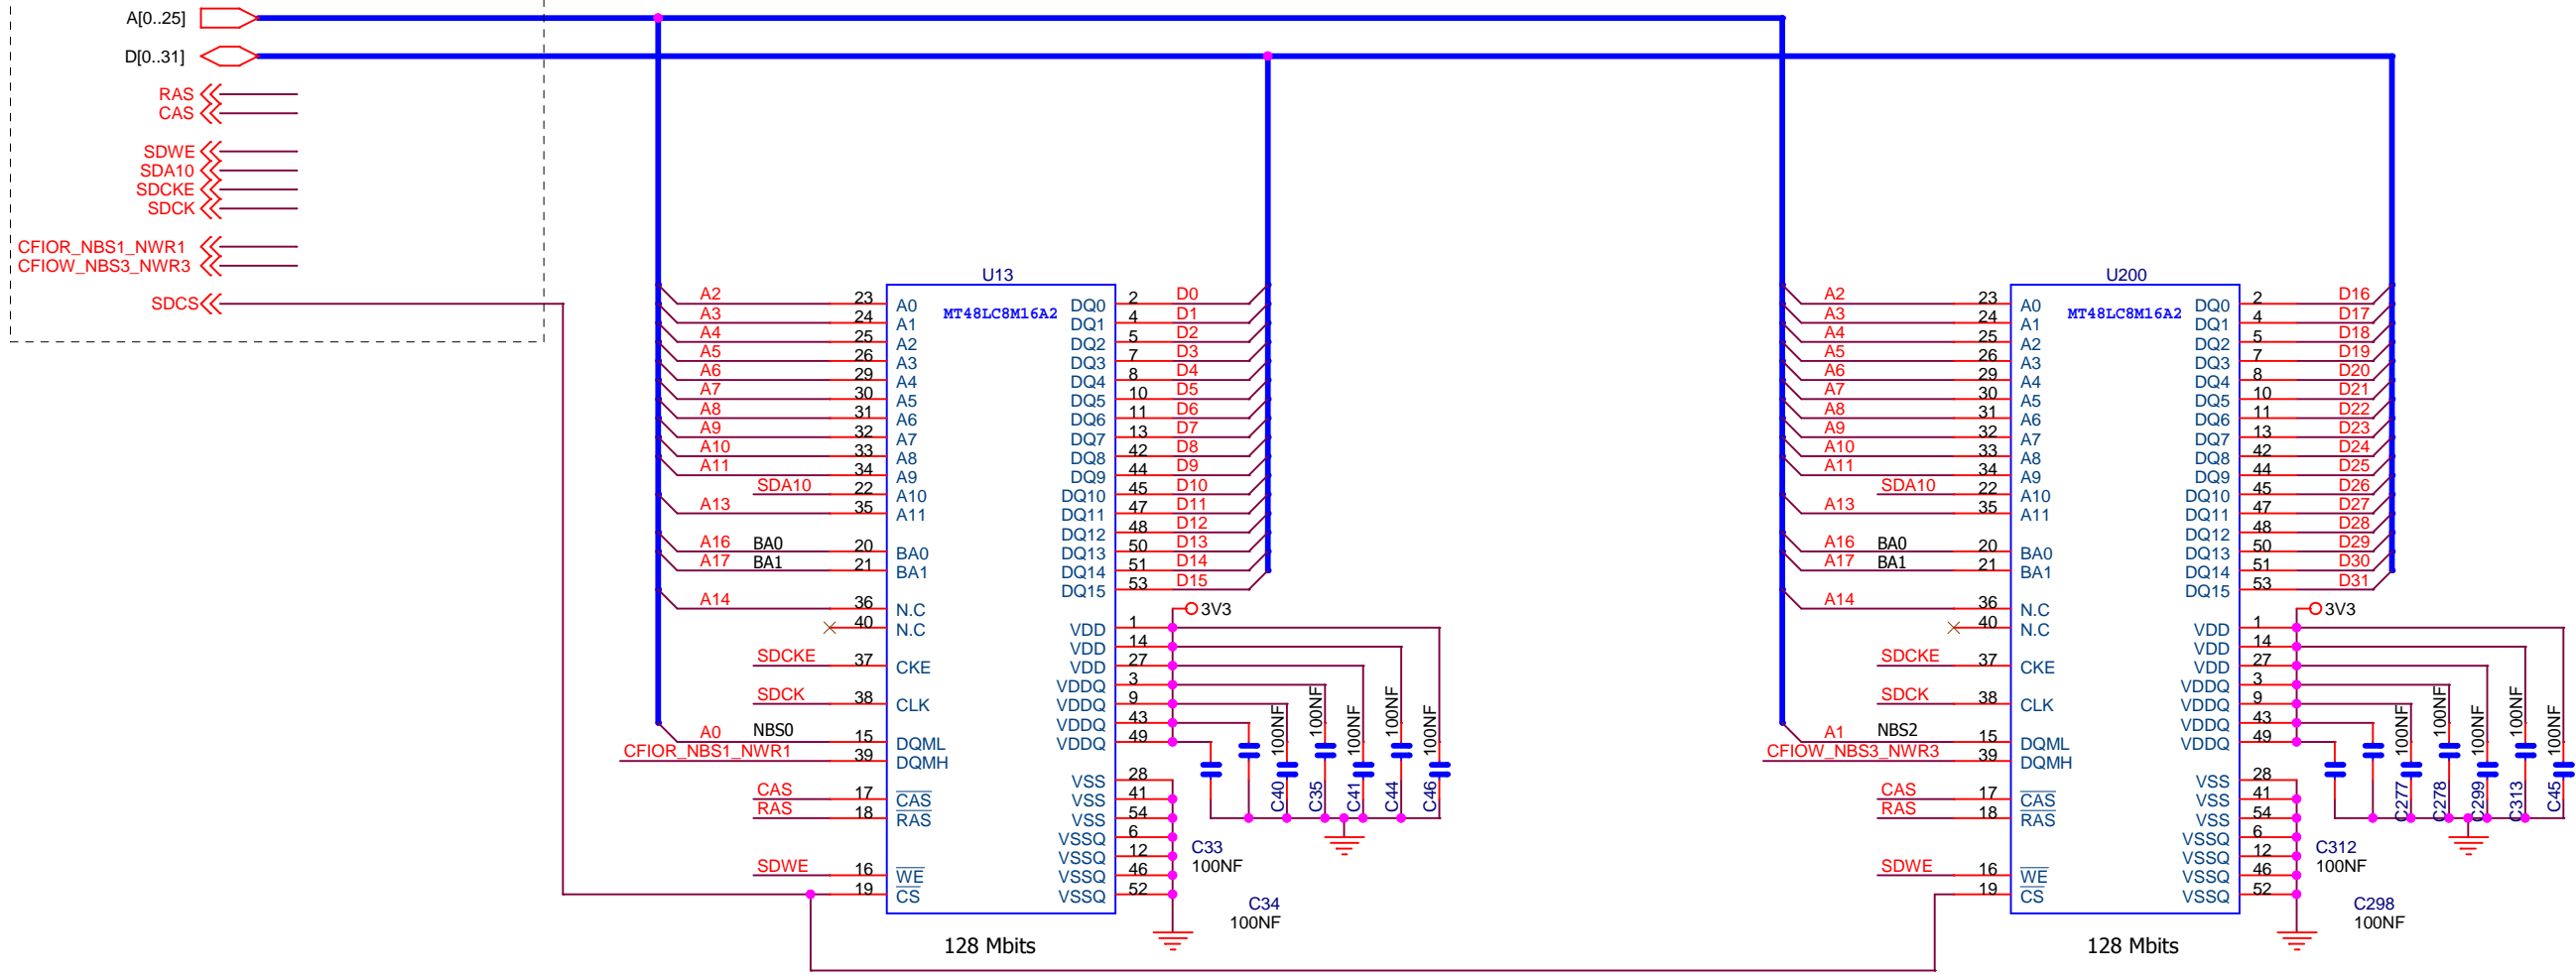 A[0..25]
D[0..31]
RAS
CAS
SDWE
SDA10
SDCKE
SDCK
CFIOR_NBS1_NWR1
CFIOW_NBS3_NWR3
SDCS
U13
MT48LC8M16A2
A2 23 A0 DQ0 2 D0
A3 24 A1 DQ1 4 D1
A4 25 A2 DQ2 5 D2
A5 26 A3 DQ3 7 D3
A6 29 A4 DQ4 8 D4
A7 30 A5 DQ5 10 D5
A8 31 A6 DQ6 11 D6
A9 32 A7 DQ7 13 D7
A10 33 A8 DQ8 42 D8
A11 34 A9 DQ9 44 D9
SDA10 22 A10 DQ10 45 D10
A13 35 A11 DQ11 47 D11
DQ12 48 D12
A16 BA0 20 BA0 DQ13 50 D13
A17 BA1 21 BA1 DQ14 51 D14
DQ15 53 D15
A14 36 N.C
3V3
40 N.C VDD 1
VDD 14
SDCKE 37 CKE VDD 27
VDDQ 3
SDCK 38 CLK VDDQ 9
VDDQ 43
A0 NBS0 15 DQML VDDQ 49
CFIOR_NBS1_NWR1 39 DQMH
VSS 28
CAS 17 CAS VSS 41
RAS 18 RAS VSS 54
VSSQ 6
VSSQ 12
SDWE 16 WE VSSQ 46
19 CS VSSQ 52
C40 100NF
C35 100NF
C41 100NF
C44 100NF
C46 100NF
C33
100NF
C34
100NF
128 Mbits
U200
MT48LC8M16A2
A2 23 A0 DQ0 2 D16
A3 24 A1 DQ1 4 D17
A4 25 A2 DQ2 5 D18
A5 26 A3 DQ3 7 D19
A6 29 A4 DQ4 8 D20
A7 30 A5 DQ5 10 D21
A8 31 A6 DQ6 11 D22
A9 32 A7 DQ7 13 D23
A10 33 A8 DQ8 42 D24
A11 34 A9 DQ9 44 D25
SDA10 22 A10 DQ10 45 D26
A13 35 A11 DQ11 47 D27
DQ12 48 D28
A16 BA0 20 BA0 DQ13 50 D29
A17 BA1 21 BA1 DQ14 51 D30
DQ15 53 D31
A14 36 N.C
3V3
40 N.C VDD 1
VDD 14
SDCKE 37 CKE VDD 27
VDDQ 3
SDCK 38 CLK VDDQ 9
VDDQ 43
A1 NBS2 15 DQML VDDQ 49
CFIOW_NBS3_NWR3 39 DQMH
VSS 28
CAS 17 CAS VSS 41
RAS 18 RAS VSS 54
VSSQ 6
VSSQ 12
SDWE 16 WE VSSQ 46
19 CS VSSQ 52
C277 100NF
C278 100NF
C299 100NF
C313 100NF
C45 100NF
C312
100NF
C298
100NF
128 Mbits